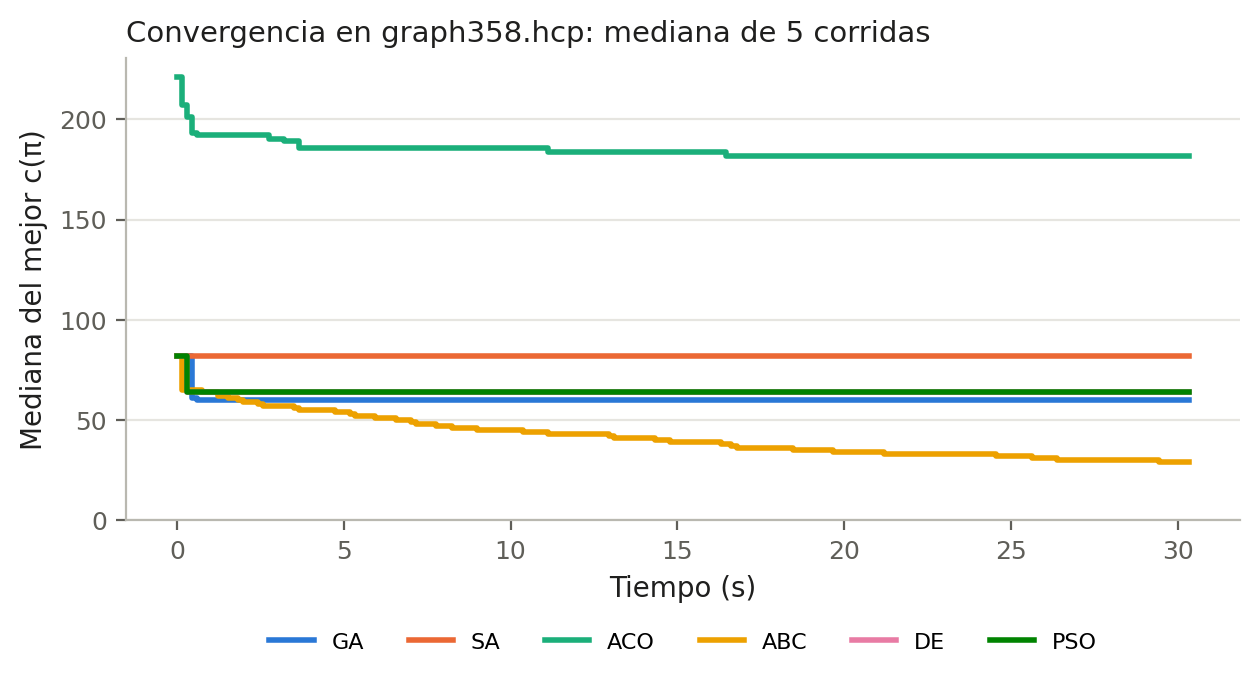 Convergencia en graph358.hcp: mediana de 5 corridas
Mediana del mejor c(π)
200
150
100
50
0
0 5 10 15 20 25 30
Tiempo (s)
GA SA ACO ABC DE PSO